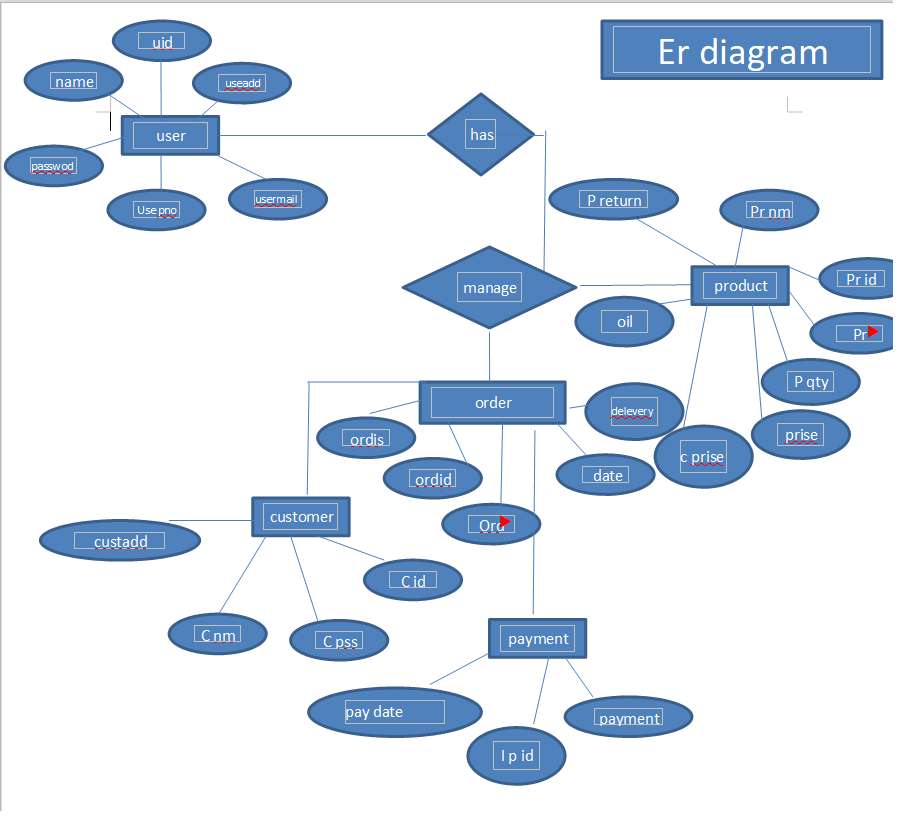 Er diagram
uid
name
useadd
user
has
passwod
Use pno
usermail
P return
Pr nm
Pr id
product
manage
oil
Pr
P qty
order
delevery
prise
ordis
c prise
ordid
date
Ord
customer
custadd
C id
C nm
C pss
payment
pay date
payment
I p id